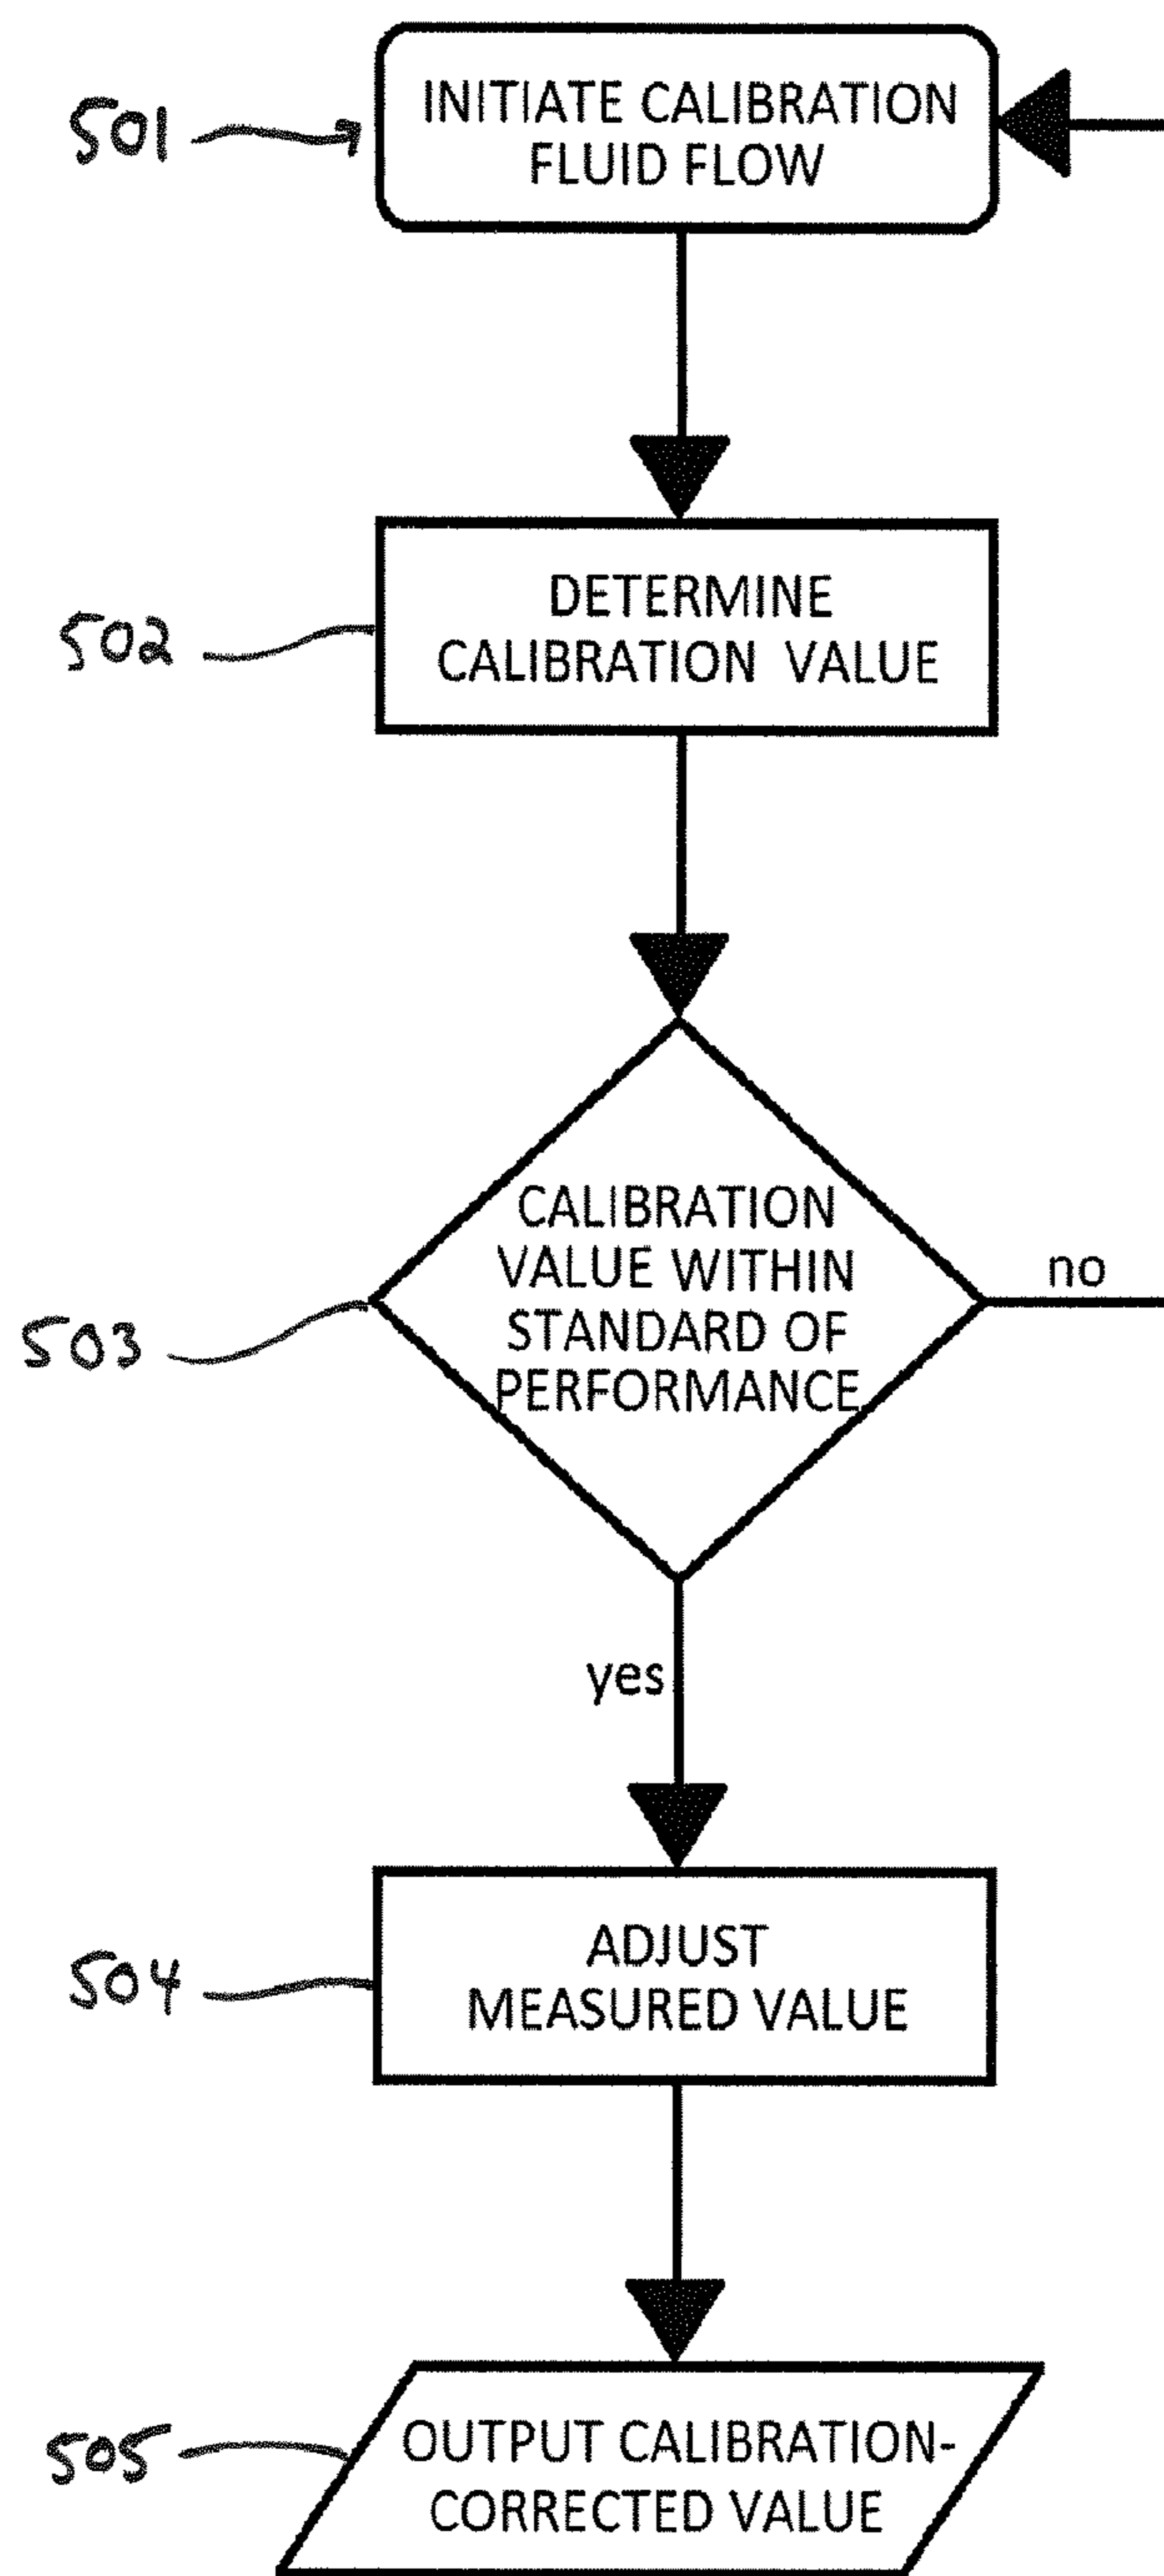 501
INITIATE CALIBRATION
FLUID FLOW
502
DETERMINE
CALIBRATION VALUE
503
CALIBRATION
VALUE WITHIN
STANDARD OF
PERFORMANCE
no
yes
504
ADJUST
MEASURED VALUE
505
OUTPUT CALIBRATION-
CORRECTED VALUE